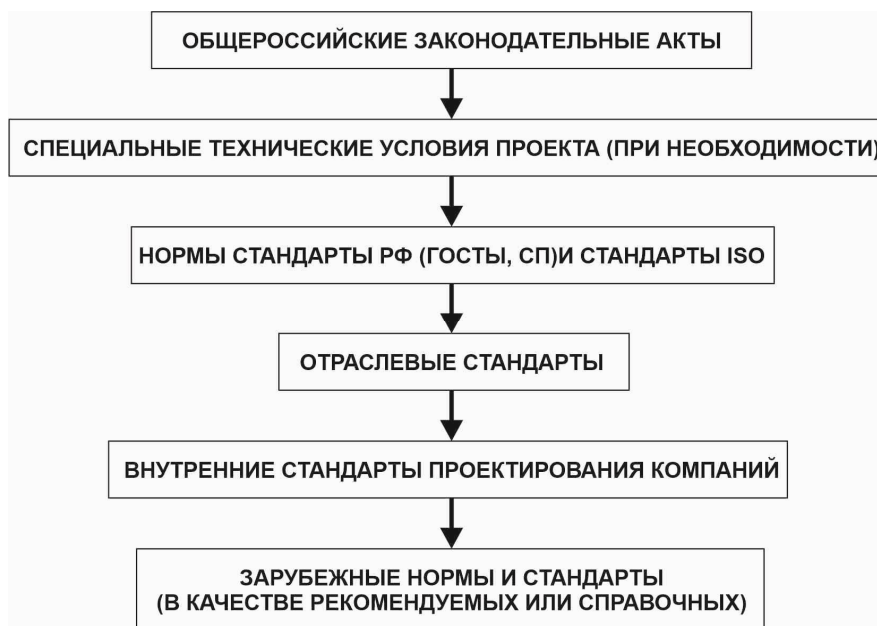 ОБЩЕРОССИЙСКИЕ ЗАКОНОДАТЕЛЬНЫЕ АКТЫ
СПЕЦИАЛЬНЫЕ ТЕХНИЧЕСКИЕ УСЛОВИЯ ПРОЕКТА (ПРИ НЕОБХОДИМОСТИ)
НОРМЫ СТАНДАРТЫ РФ (ГОСТЫ, СП)И СТАНДАРТЫ ISO
ОТРАСЛЕВЫЕ СТАНДАРТЫ
ВНУТРЕННИЕ СТАНДАРТЫ ПРОЕКТИРОВАНИЯ КОМПАНИЙ
ЗАРУБЕЖНЫЕ НОРМЫ И СТАНДАРТЫ
(В КАЧЕСТВЕ РЕКОМЕНДУЕМЫХ ИЛИ СПРАВОЧНЫХ)